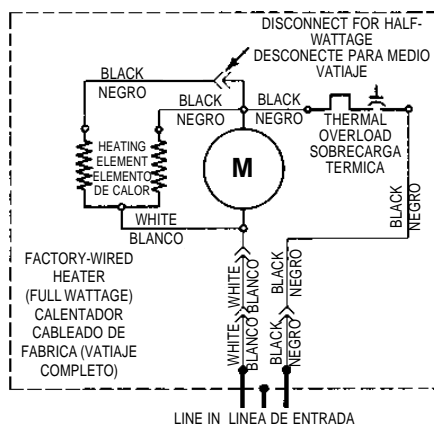 DISCONNECT FOR HALF-
WATTAGE
DESCONECTE PARA MEDIO
VATIAJE
BLACK
NEGRO
BLACK
NEGRO
BLACK
NEGRO
THERMAL
OVERLOAD
SOBRECARGA
TERMICA
HEATING
ELEMENT
ELEMENTO
DE CALOR
M
BLACK
NEGRO
WHITE
BLANCO
FACTORY-WIRED
HEATER
(FULL WATTAGE)
CALENTADOR
CABLEADO DE
FABRICA (VATIAJE
COMPLETO)
WHITE
BLANCO
BLACK
NEGRO
WHITE
BLANCO
BLACK
NEGRO
LINE IN LINEA DE ENTRADA